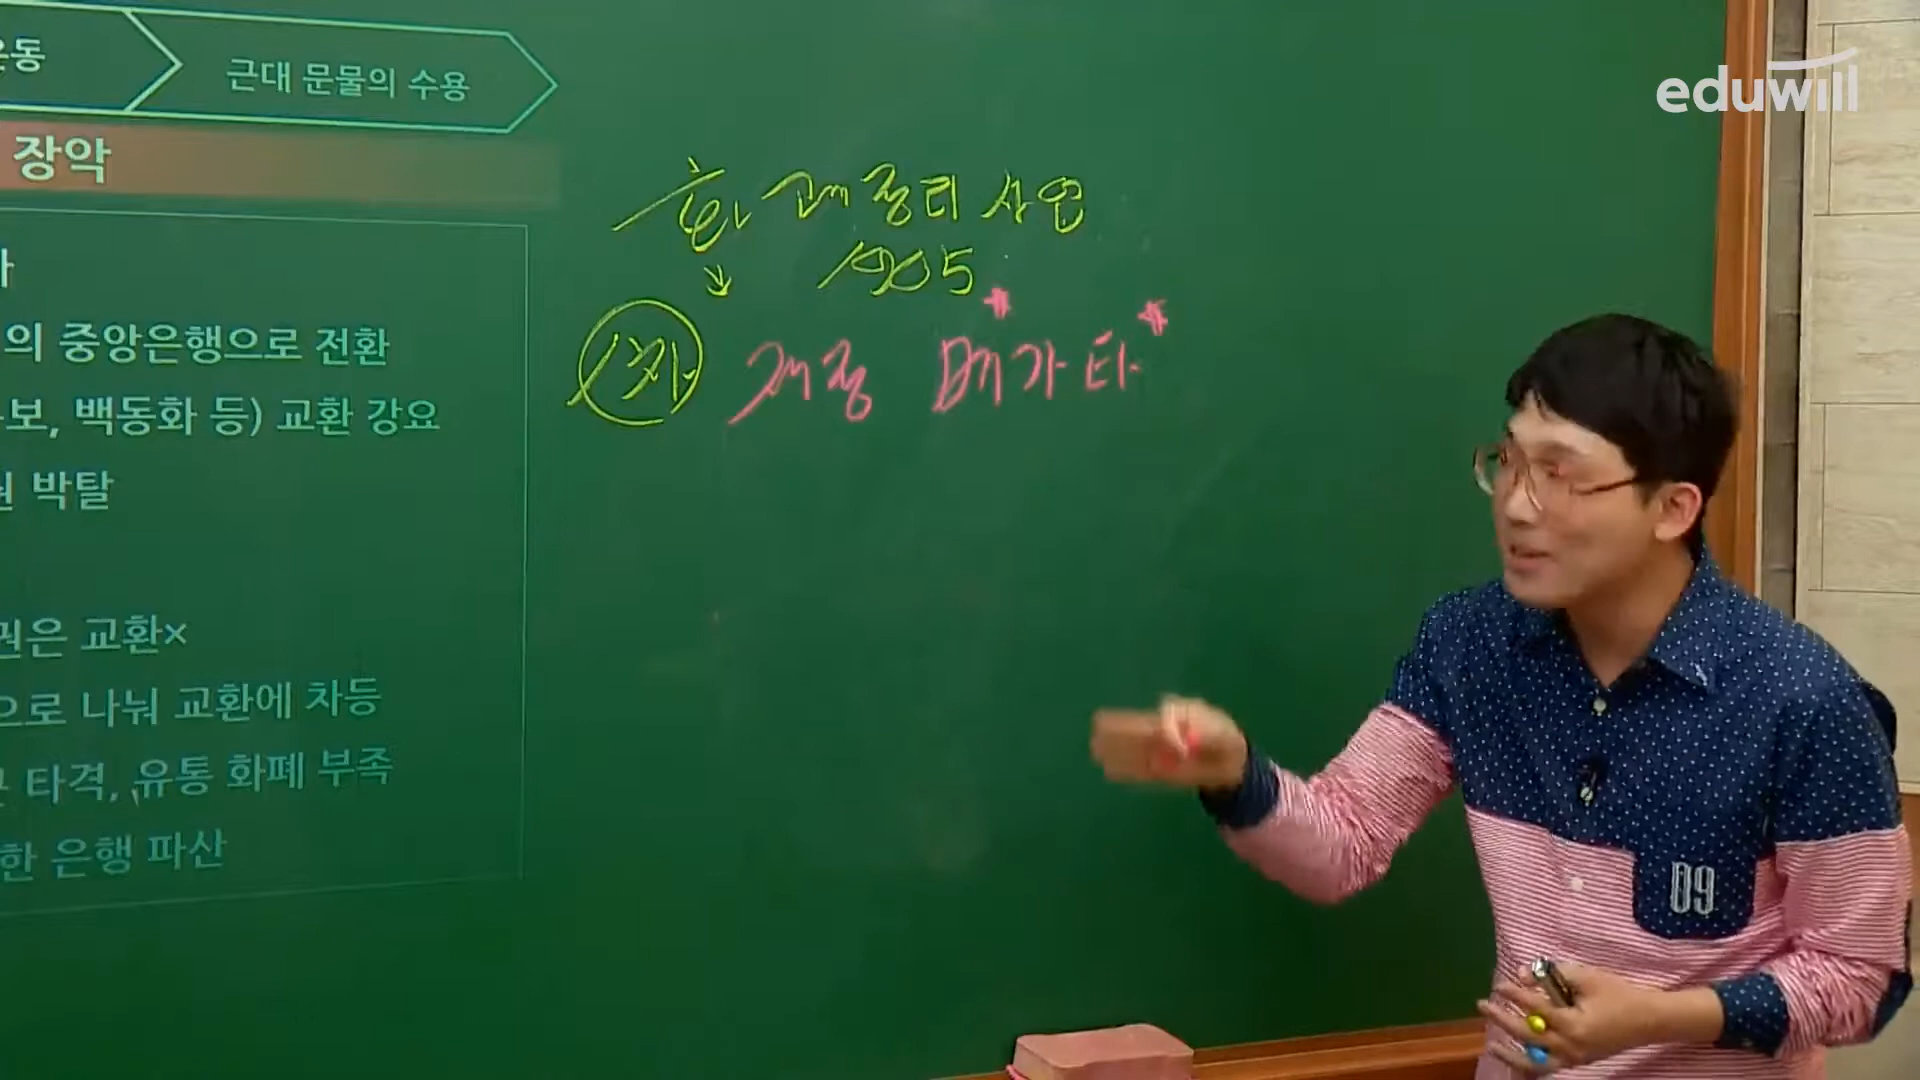 운동
근대 문물의 수용
eduwill
장악
의 중앙은행으로 전환
보, 백동화 등) 교환 강요
박탈
은 교환×
으로 나눠 교환에 차등
타격, 유통 화폐 부족
한 은행 파산
화폐정리 사업
1905
1차 재정 메가타
09